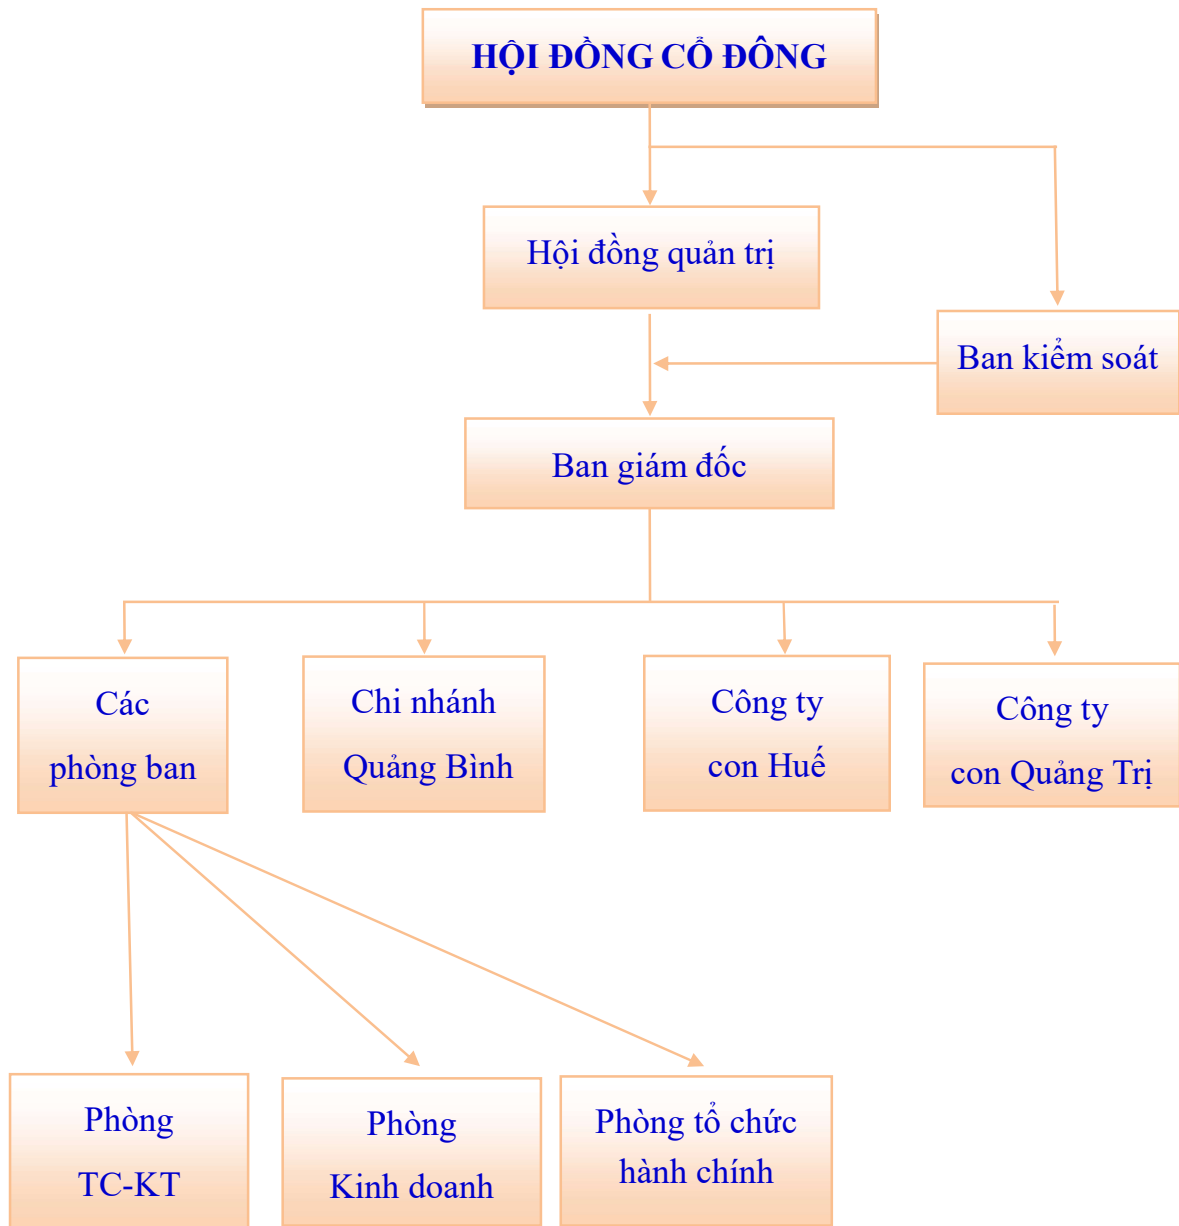 HỘI ĐỒNG CỔ ĐÔNG
Hội đồng quản trị
Ban kiểm soát
Ban giám đốc
Các
phòng ban
Chi nhánh
Quảng Bình
Công ty
con Huế
Công ty
con Quảng Trị
Phòng
TC-KT
Phòng
Kinh doanh
Phòng tổ chức
hành chính